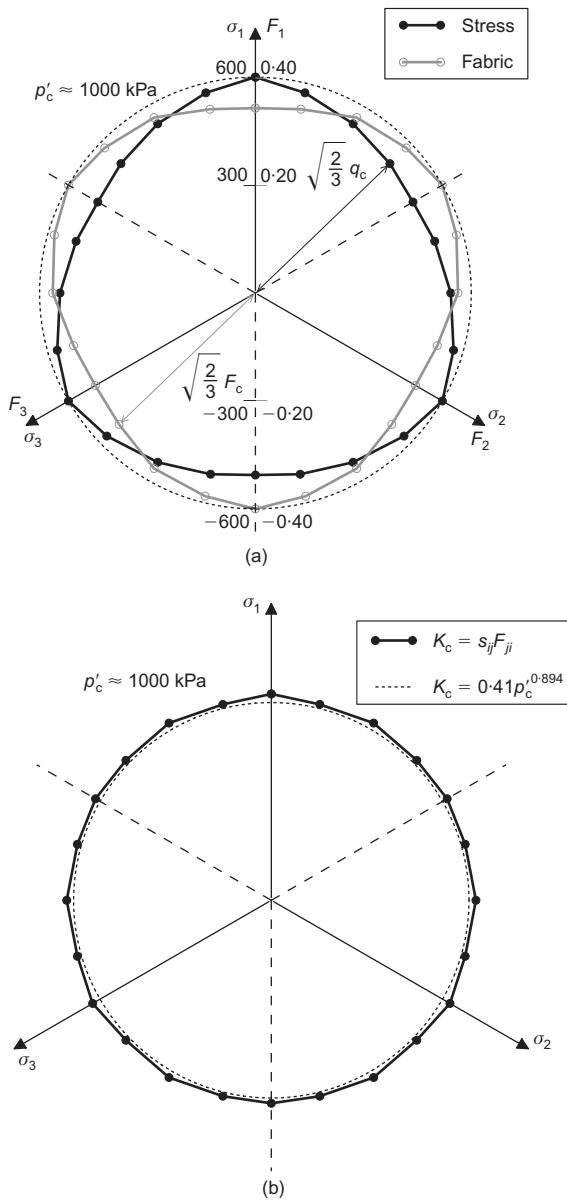 σ1 F1
Stress
Fabric
p′c ≈ 1000 kPa
600 0·40
300 0·20
√2/3 qc
√2/3 Fc
−300 −0·20
F3
σ3
σ2
F2
−600 −0·40
(a)
σ1
Kc = sijFji
Kc = 0·41p′c0·894
p′c ≈ 1000 kPa
σ3
σ2
(b)